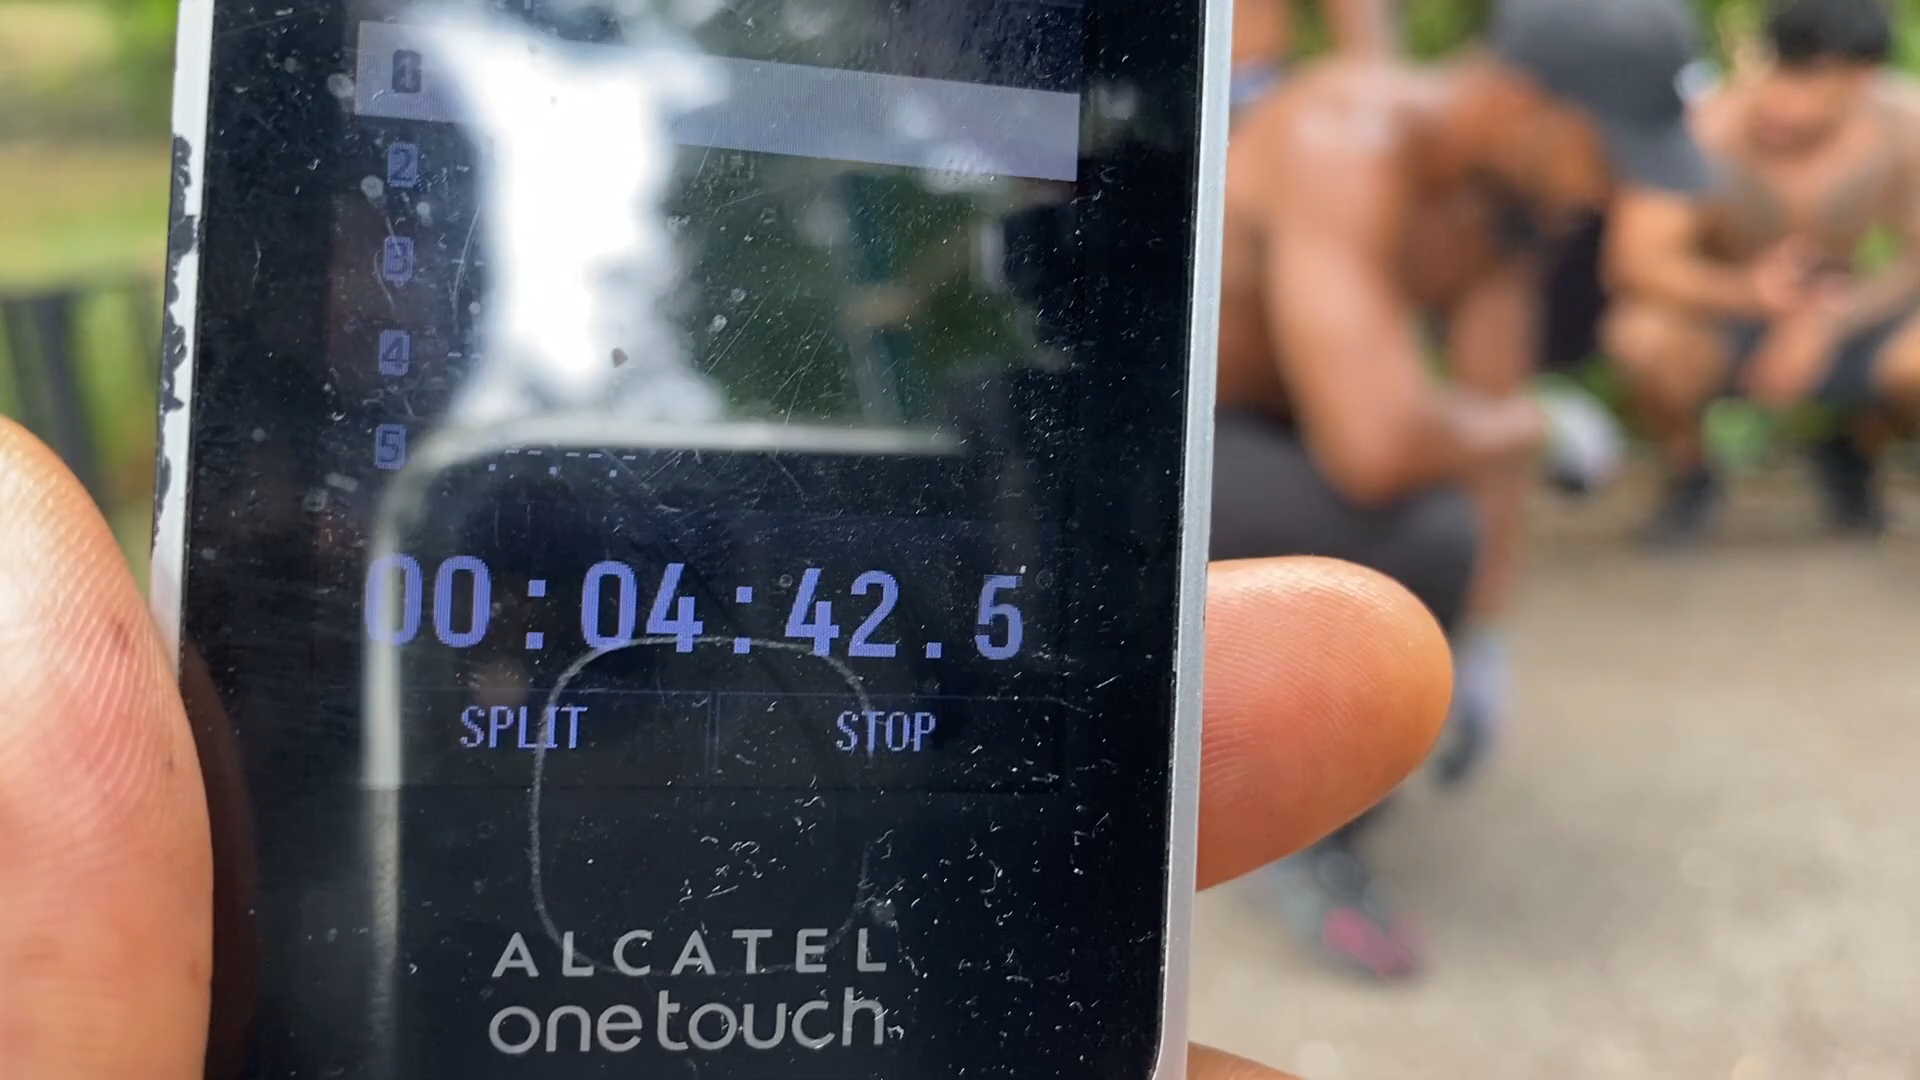 1
2
3
4
5 --:--.-
00:04:42.5
SPLIT STOP
ALCATEL
onetouch